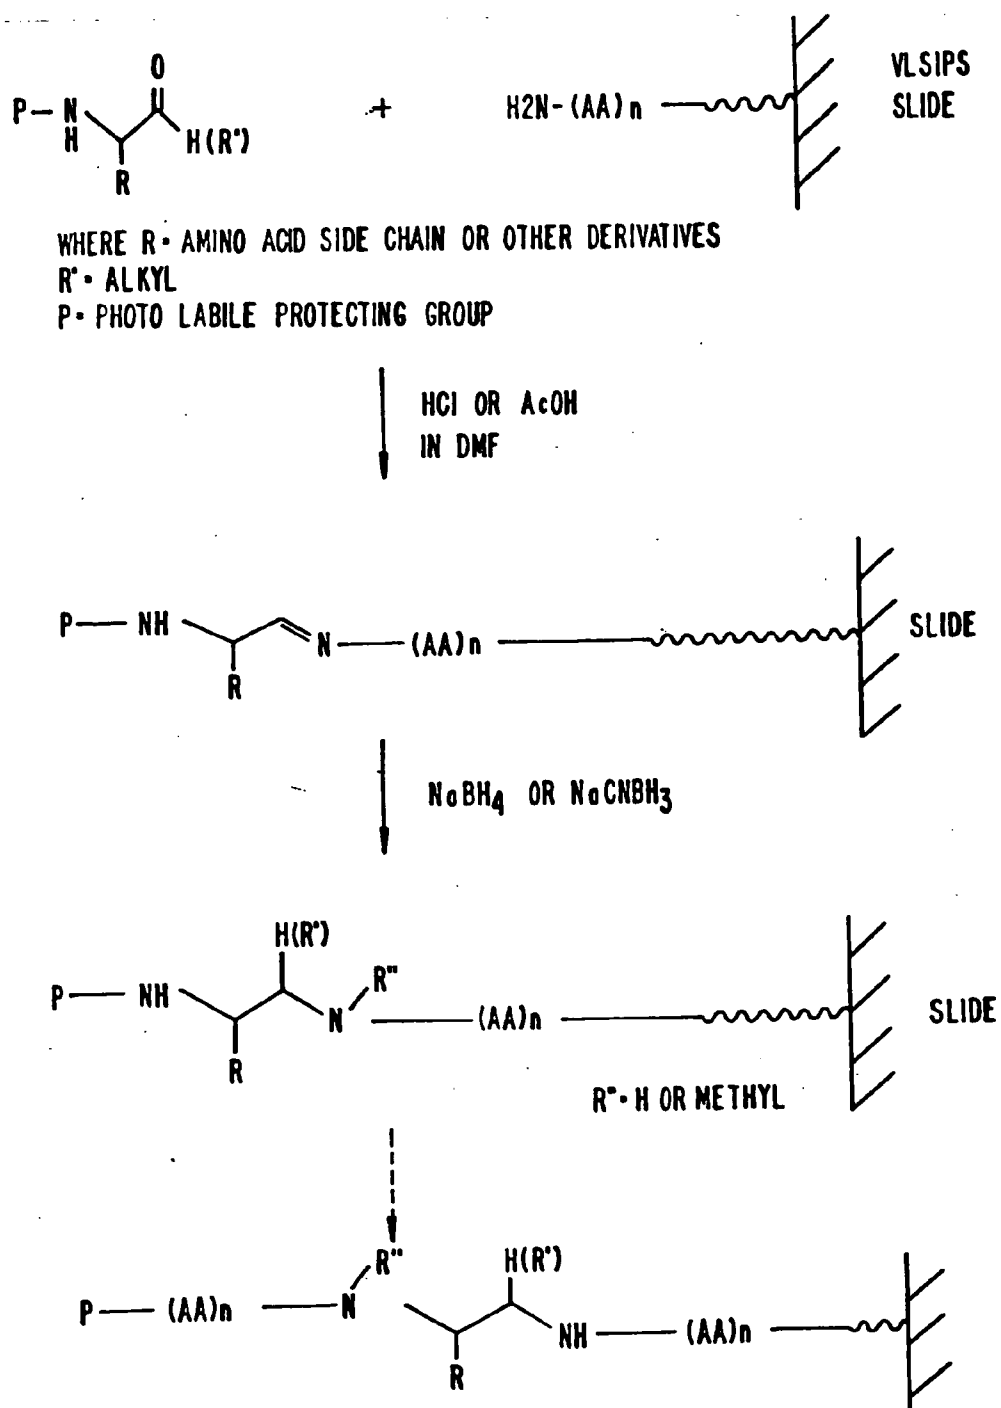 O
P-N
H
H(R')
R
+
H2N-(AA)n
VLSIPS
SLIDE
WHERE R= AMINO ACID SIDE CHAIN OR OTHER DERIVATIVES
R'= ALKYL
P= PHOTO LABILE PROTECTING GROUP
HCl OR AcOH
IN DMF
P-NH
R
N
(AA)n
SLIDE
NaBH4 OR NaCNBH3
H(R')
P-NH
R
N
R"
(AA)n
SLIDE
R"= H OR METHYL
P-(AA)n
N
R"
H(R')
R
NH
(AA)n